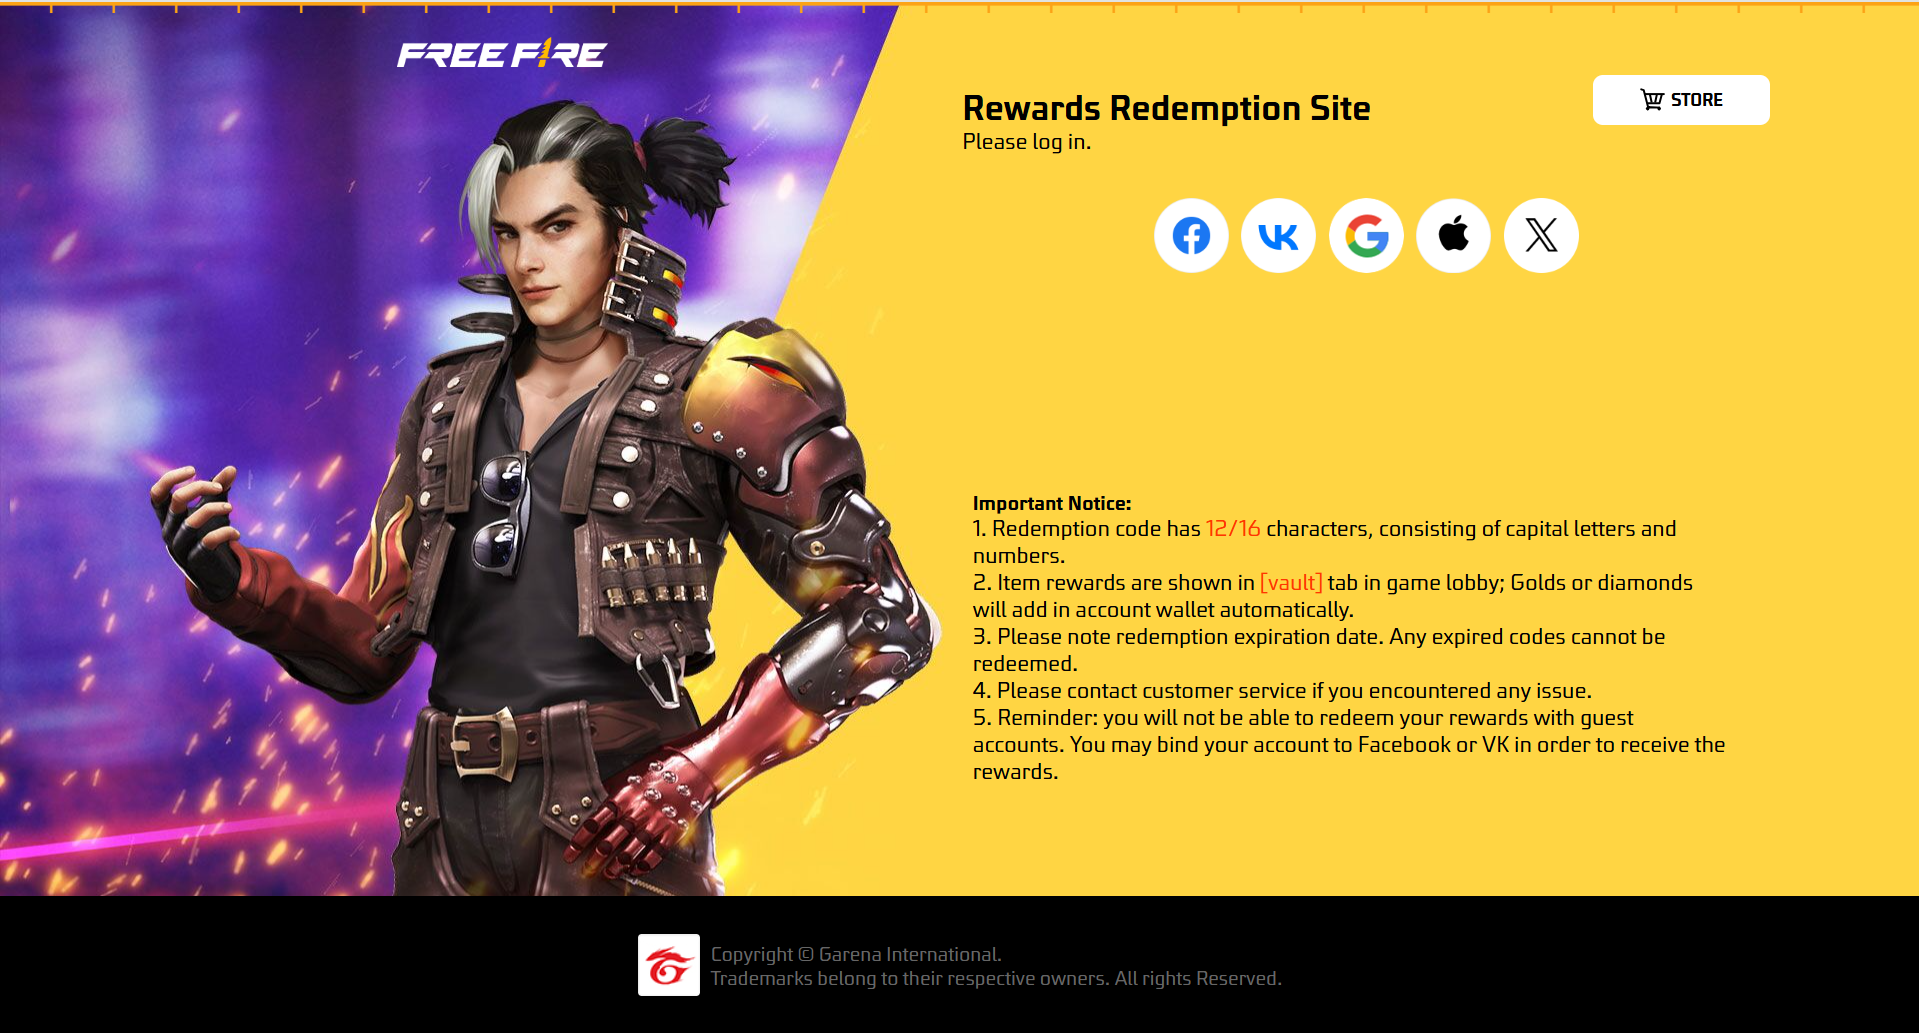 FREE FIRE
Rewards Redemption Site
Please log in.
STORE
Important Notice:
1. Redemption code has 12/16 characters, consisting of capital letters and
numbers.
2. Item rewards are shown in [vault] tab in game lobby; Golds or diamonds
will add in account wallet automatically.
3. Please note redemption expiration date. Any expired codes cannot be
redeemed.
4. Please contact customer service if you encountered any issue.
5. Reminder: you will not be able to redeem your rewards with guest
accounts. You may bind your account to Facebook or VK in order to receive the
rewards.
Copyright © Garena International.
Trademarks belong to their respective owners. All rights Reserved.